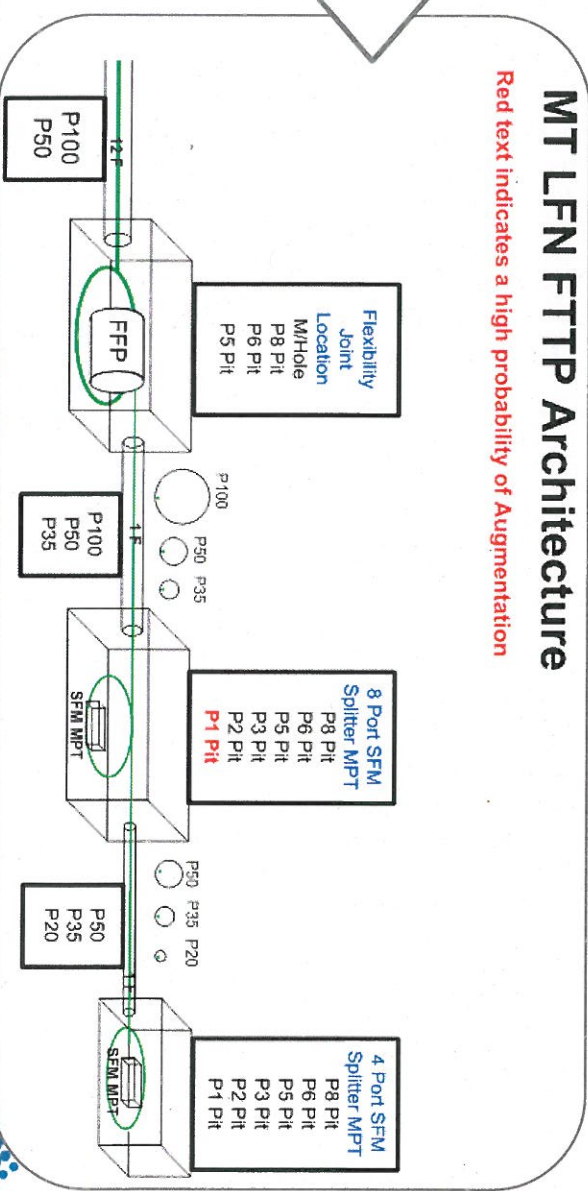 MT LFN FTTP Architecture
Red text indicates a high probability of Augmentation
Flexibility
Joint
Location
M/Hole
P8 Pit
P6 Pit
P5 Pit
8 Port SFM
Splitter MPT
P8 Pit
P6 Pit
P5 Pit
P3 Pit
P2 Pit
P1 Pit
4 Port SFM
Splitter MPT
P8 Pit
P6 Pit
P5 Pit
P3 Pit
P2 Pit
P1 Pit
P100
P50
P35
P50
P35
P20
12 F
FFP
1 F
SFM MPT
SFM MPT
P100
P50
P100
P50
P35
P50
P35
P20